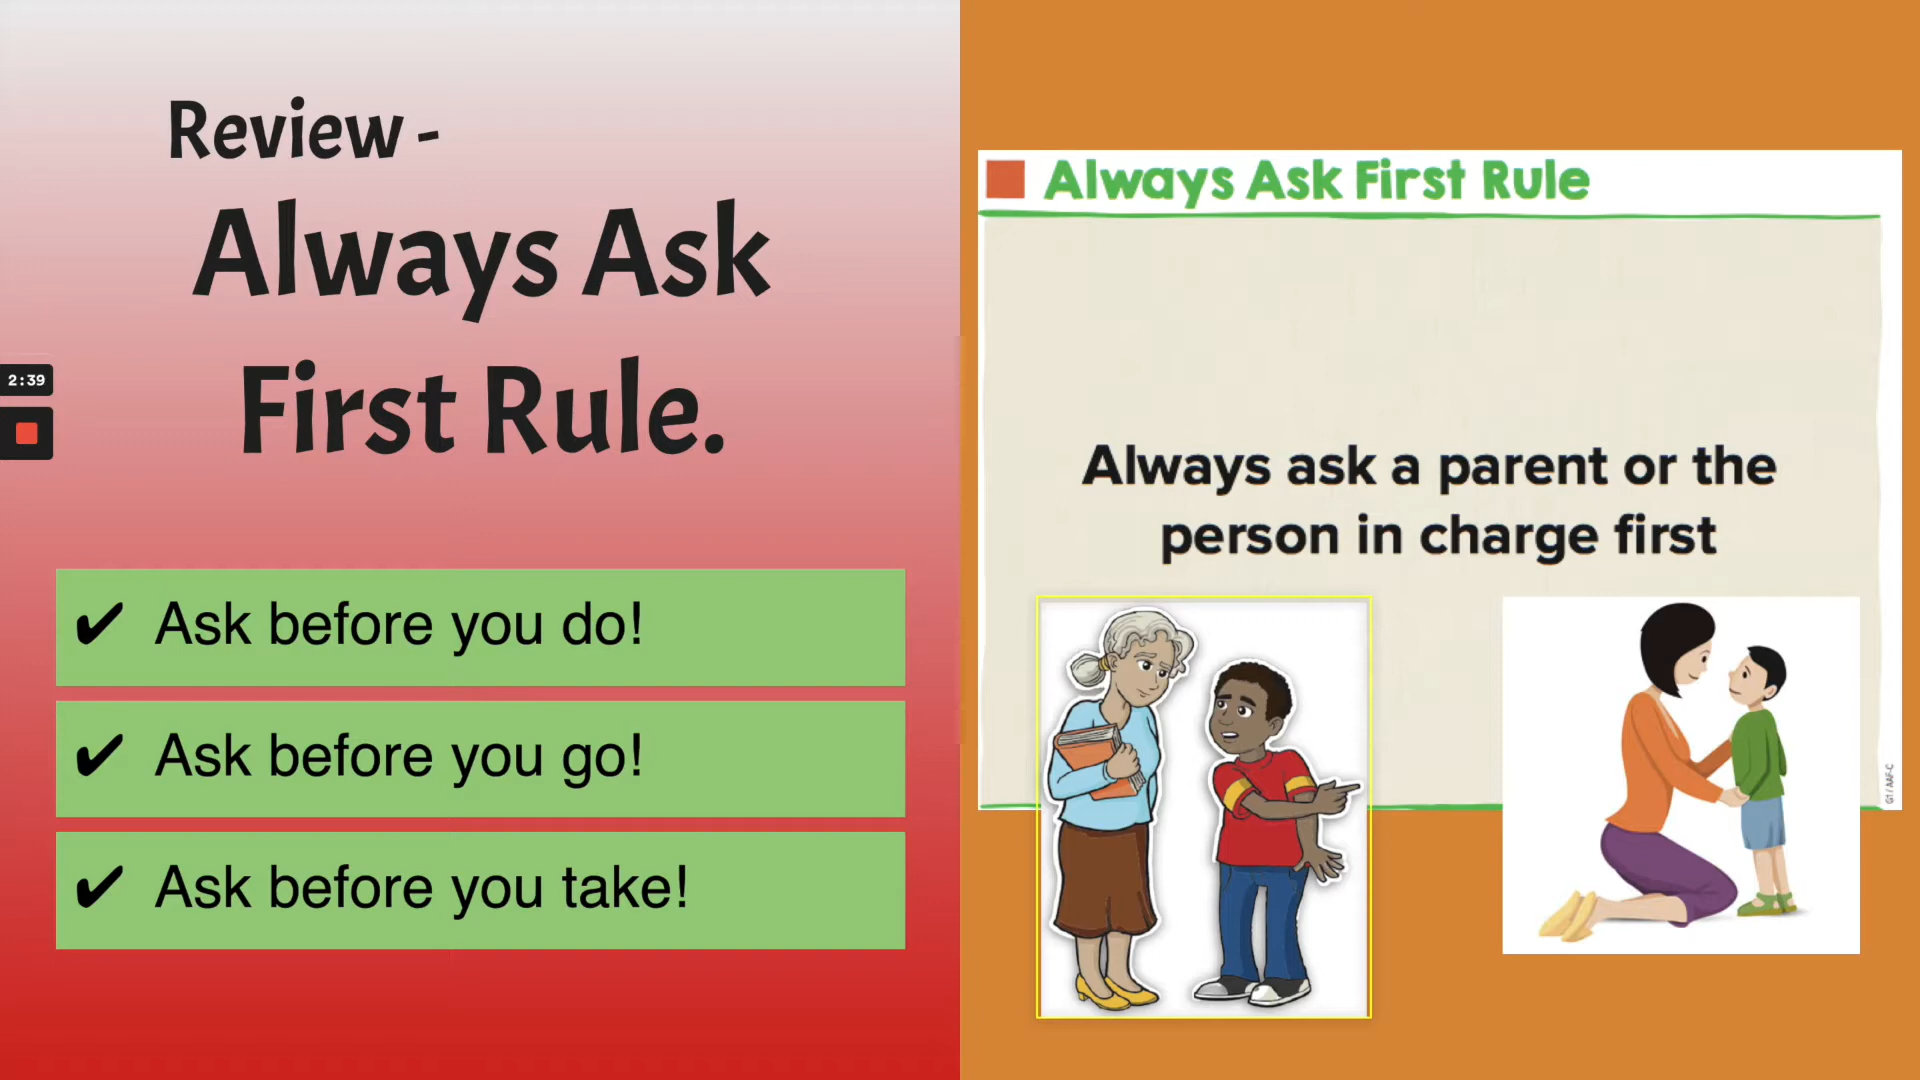 Review -
Always Ask
First Rule.
2:39
✔ Ask before you do!
✔ Ask before you go!
✔ Ask before you take!
Always Ask First Rule
Always ask a parent or the
person in charge first